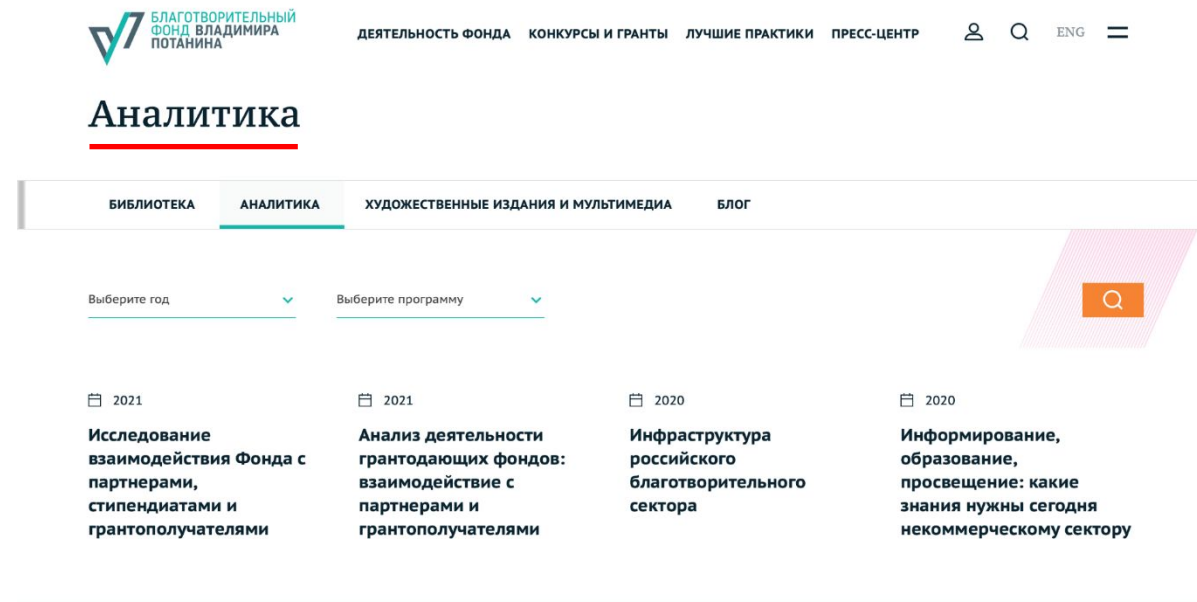 БЛАГОТВОРИТЕЛЬНЫЙ
ФОНД ВЛАДИМИРА
ПОТАНИНА
ДЕЯТЕЛЬНОСТЬ ФОНДА КОНКУРСЫ И ГРАНТЫ ЛУЧШИЕ ПРАКТИКИ ПРЕСС-ЦЕНТР ENG
Аналитика
БИБЛИОТЕКА АНАЛИТИКА ХУДОЖЕСТВЕННЫЕ ИЗДАНИЯ И МУЛЬТИМЕДИА БЛОГ
Выберите год Выберите программу
2021
Исследование
взаимодействия Фонда с
партнерами,
стипендиатами и
грантополучателями
2021
Анализ деятельности
грантодающих фондов:
взаимодействие с
партнерами и
грантополучателями
2020
Инфраструктура
российского
благотворительного
сектора
2020
Информирование,
образование,
просвещение: какие
знания нужны сегодня
некоммерческому сектору